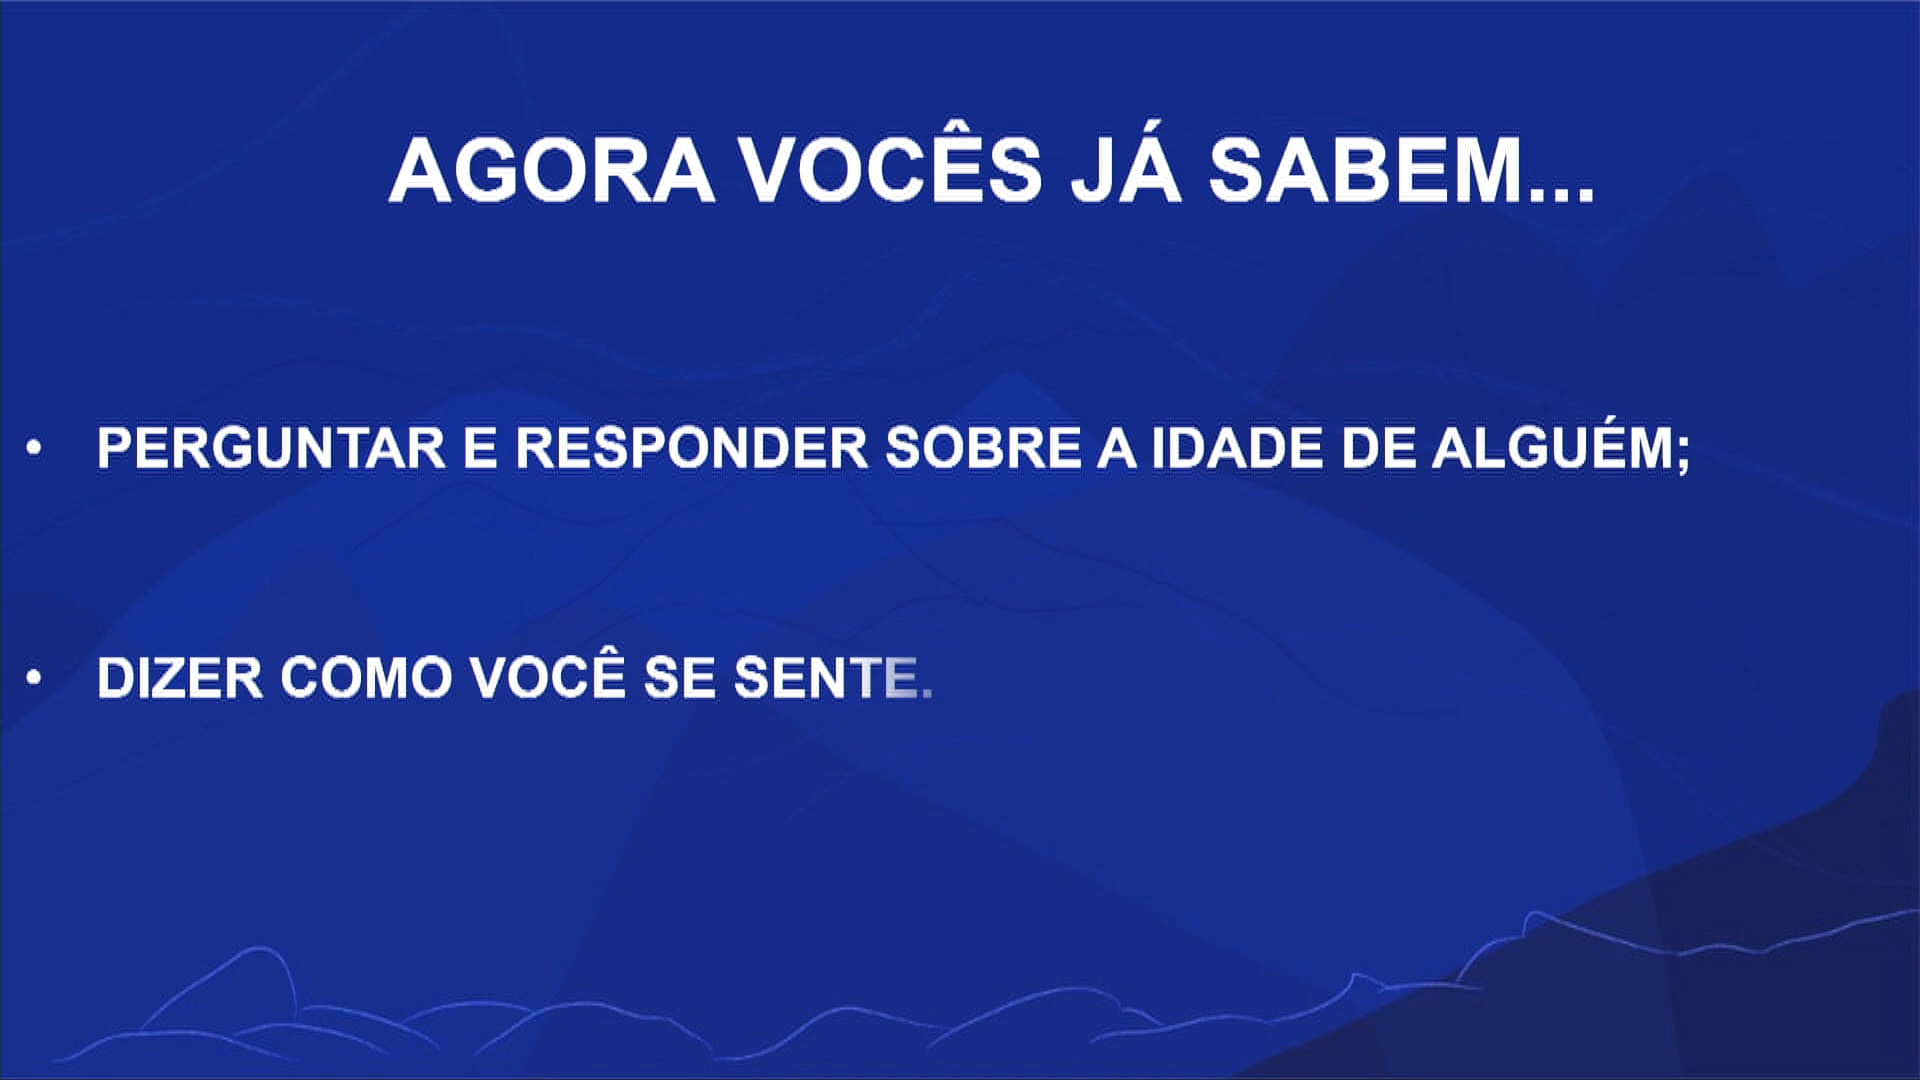 AGORA VOCÊS JÁ SABEM...
• PERGUNTAR E RESPONDER SOBRE A IDADE DE ALGUÉM;
• DIZER COMO VOCÊ SE SENTE.